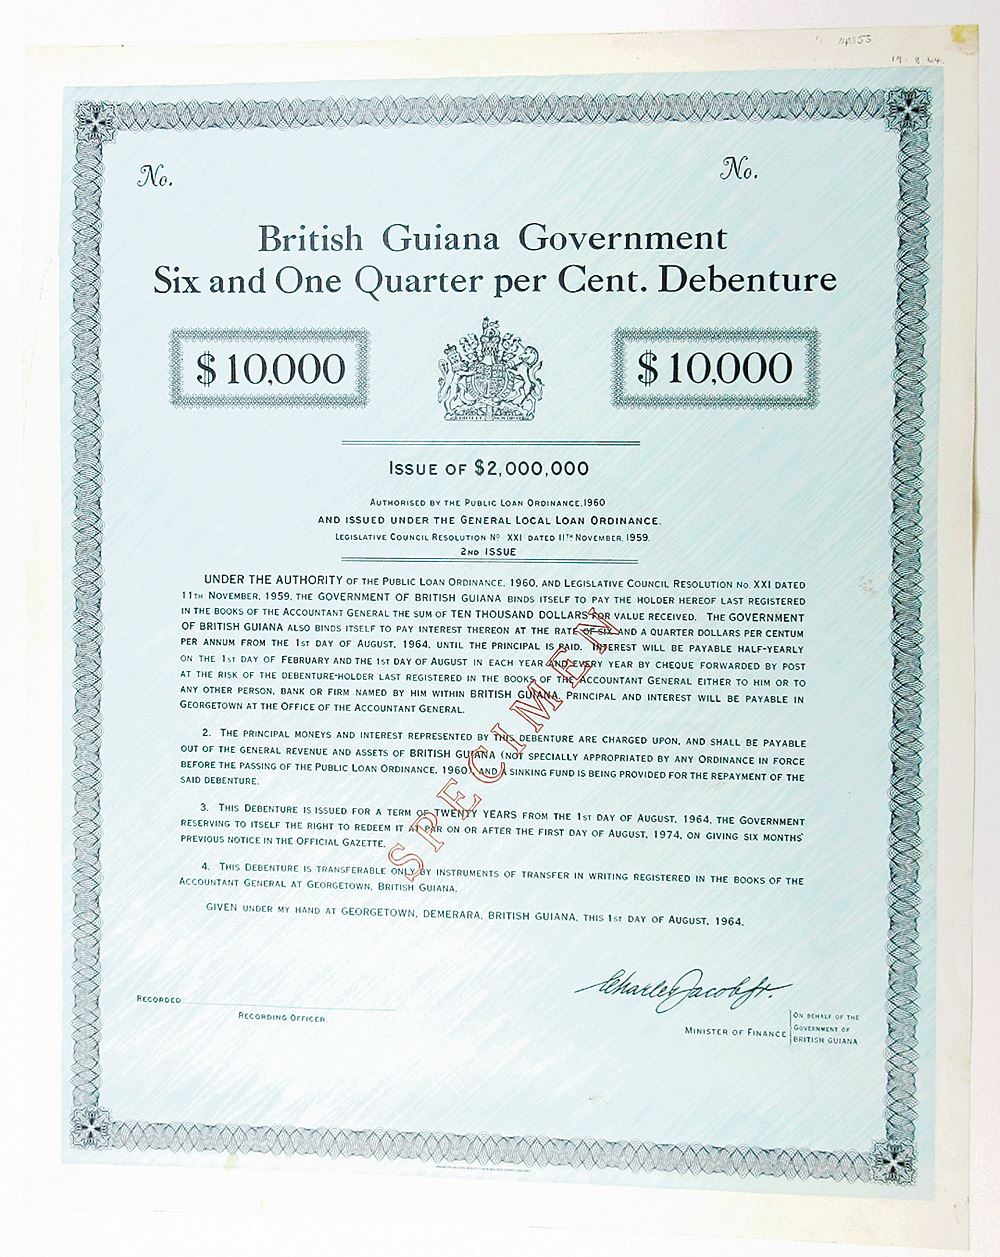 14853
19. 8. 64.
No. No.
British Guiana Government
Six and One Quarter per Cent. Debenture
$10,000 $10,000
Issue of $2,000,000
Authorised by the Public Loan Ordinance, 1960
and issued under the General Local Loan Ordinance.
Legislative Council Resolution No XXI dated 11th November, 1959.
2nd Issue
UNDER THE AUTHORITY of the Public Loan Ordinance, 1960, and Legislative Council Resolution No. XXI dated
11th November, 1959, the GOVERNMENT OF BRITISH GUIANA binds itself to pay the holder hereof last registered
in the books of the Accountant General the sum of TEN THOUSAND DOLLARS for value received. The GOVERNMENT
OF BRITISH GUIANA also binds itself to pay interest thereon at the rate of six and a quarter dollars per centum
per annum from the 1st day of August, 1964, until the principal is paid. Interest will be payable half-yearly
on the 1st day of February and the 1st day of August in each year and every year by cheque forwarded by post
at the risk of the debenture-holder last registered in the books of the Accountant General either to him or to
any other person, bank or firm named by him within BRITISH GUIANA. Principal and interest will be payable in
Georgetown at the Office of the Accountant General.
2. The principal moneys and interest represented by this debenture are charged upon, and shall be payable
out of the general revenue and assets of BRITISH GUIANA (not specially appropriated by any Ordinance in force
before the passing of the Public Loan Ordinance, 1960), and a sinking fund is being provided for the repayment of the
said debenture.
3. This Debenture is issued for a term of TWENTY YEARS from the 1st day of August, 1964, the Government
reserving to itself the right to redeem it at par on or after the first day of August, 1974, on giving six months'
previous notice in the Official Gazette.
4. This Debenture is transferable only by instruments of transfer in writing registered in the books of the
Accountant General at Georgetown, British Guiana.
Given under my hand at Georgetown, Demerara, British Guiana, this 1st day of August, 1964.
SPECIMEN
Charles Jacob Jr.
Recorded
Recording Officer.
Minister of Finance
On behalf of the
Government of
British Guiana